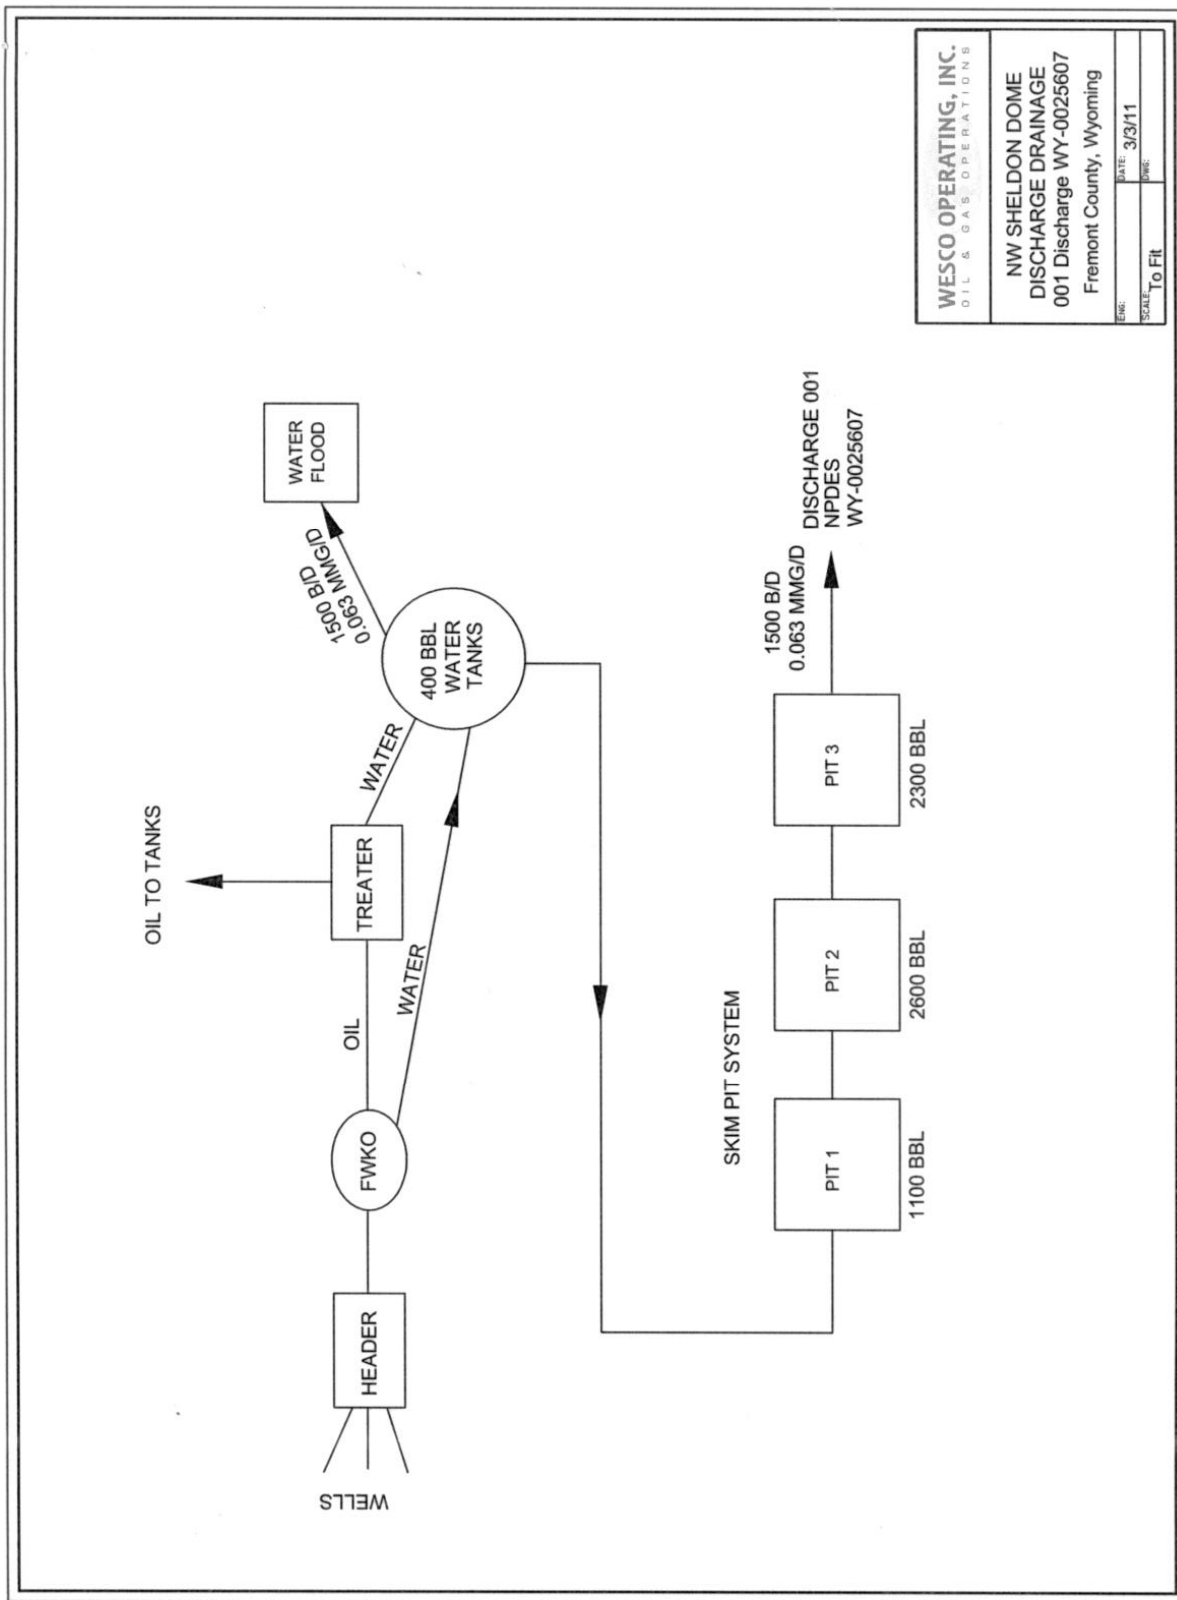 OIL TO TANKS
WELLS
HEADER
FWKO
OIL
TREATER
WATER
WATER
400 BBL
WATER
TANKS
1500 B/D
0.063 MMG/D
WATER
FLOOD
SKIM PIT SYSTEM
PIT 1
1100 BBL
PIT 2
2600 BBL
PIT 3
2300 BBL
1500 B/D
0.063 MMG/D
DISCHARGE 001
NPDES
WY-0025607
WESCO OPERATING, INC.
OIL & GAS OPERATIONS
NW SHELDON DOME
DISCHARGE DRAINAGE
001 Discharge WY-0025607
Fremont County, Wyoming
ENG:
DATE: 3/3/11
SCALE: To Fit
DWG: